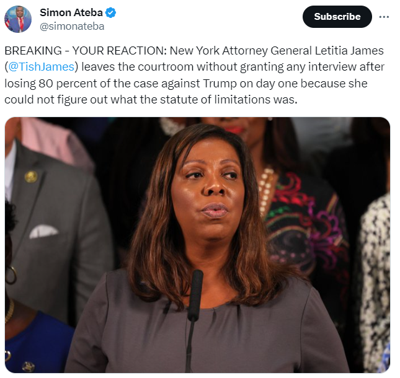 Simon Ateba
@simonateba
Subscribe
BREAKING - YOUR REACTION: New York Attorney General Letitia James
(@TishJames) leaves the courtroom without granting any interview after
losing 80 percent of the case against Trump on day one because she
could not figure out what the statute of limitations was.